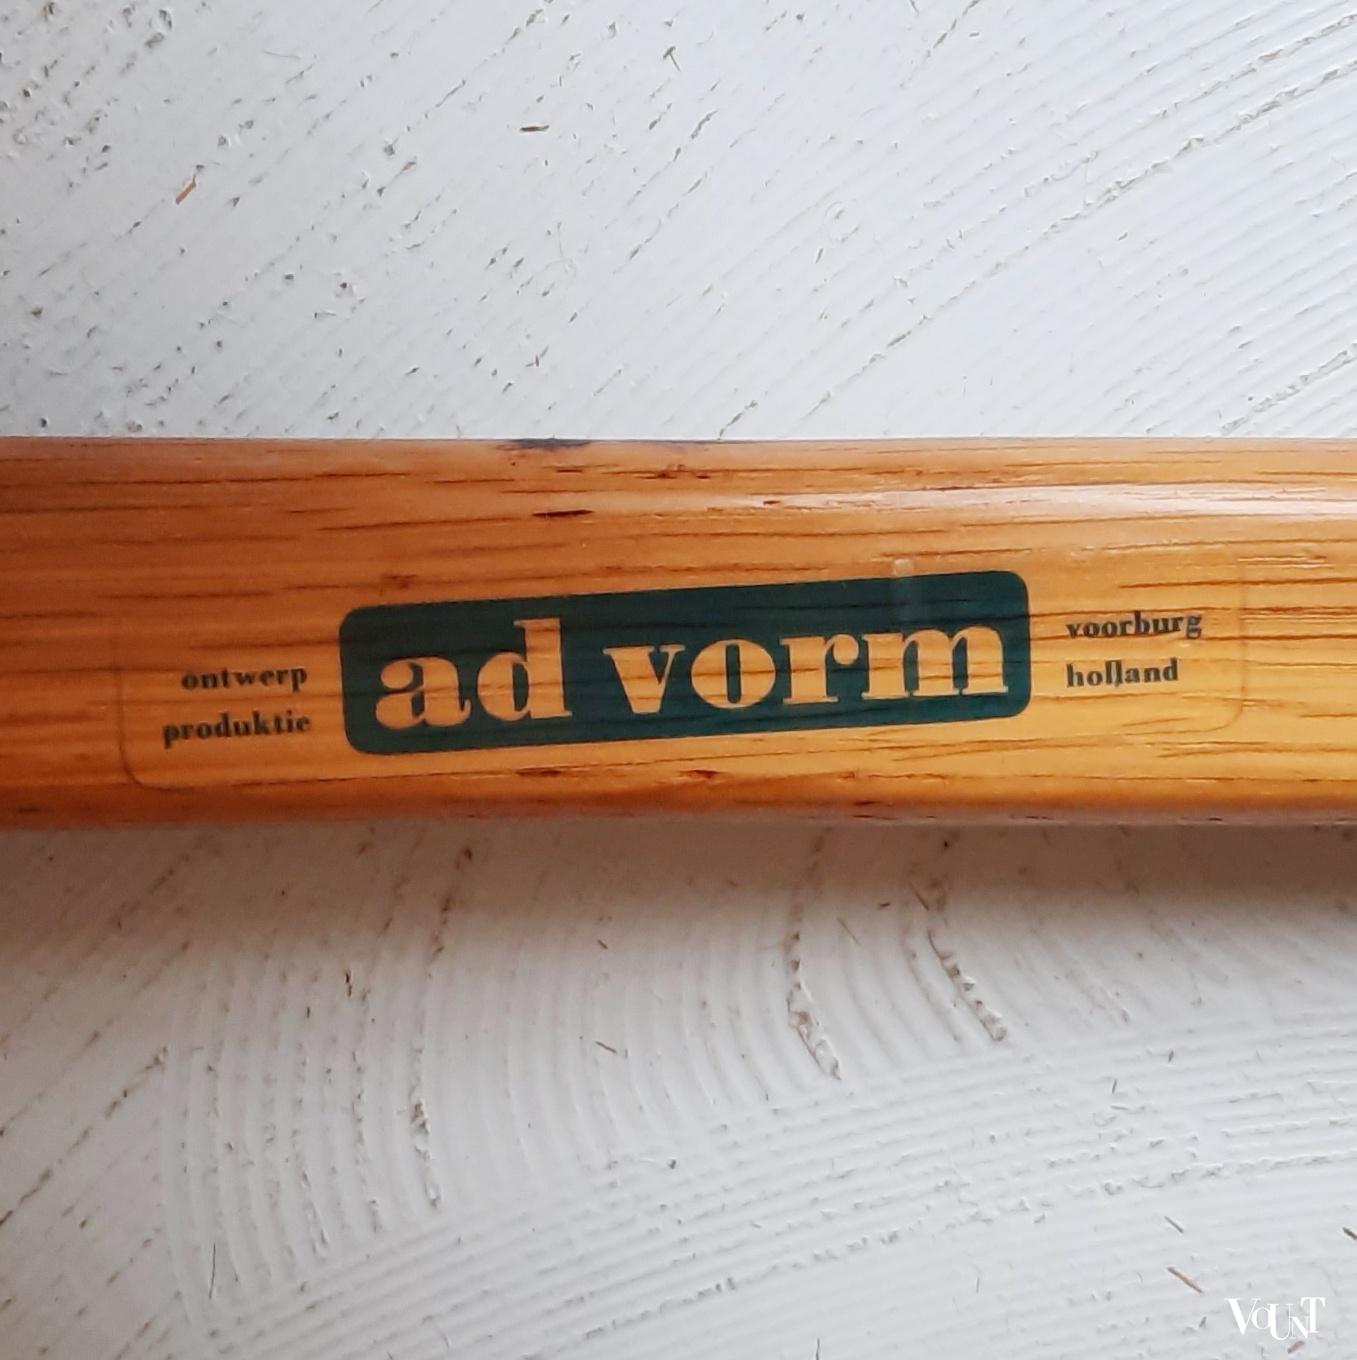 ontwerp
produktie
ad vorm
voorburg
holland
VOUNT